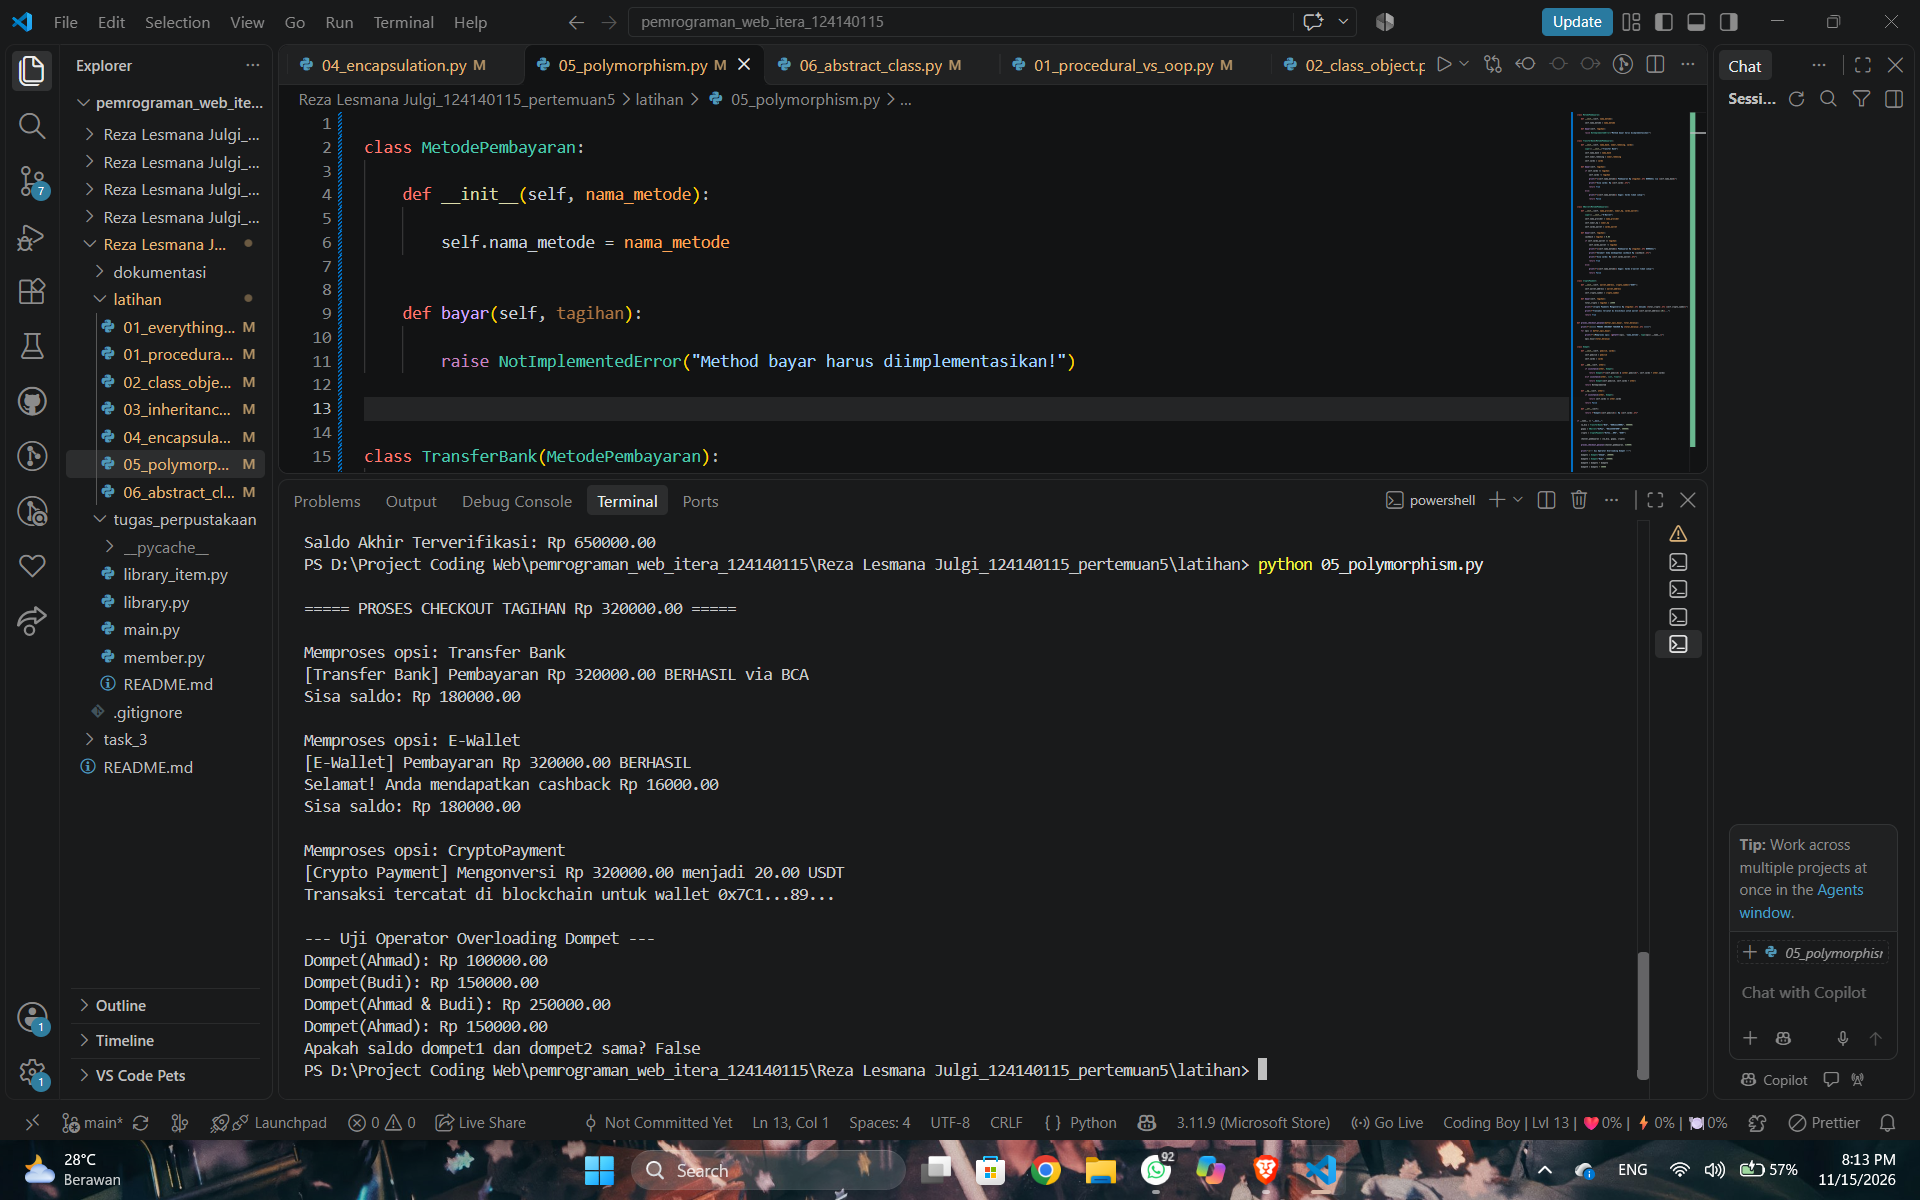 File Edit Selection View Go Run Terminal Help
pemrograman_web_itera_124140115
Update
Explorer
pemrograman_web_ite...
Reza Lesmana Julgi_...
Reza Lesmana Julgi_...
Reza Lesmana Julgi_...
Reza Lesmana Julgi_...
Reza Lesmana J...
dokumentasi
latihan
01_everything... M
01_procedura... M
02_class_obje... M
03_inheritanc... M
04_encapsula... M
05_polymorp... M
06_abstract_cl... M
tugas_perpustakaan
__pycache__
library_item.py
library.py
main.py
member.py
README.md
.gitignore
task_3
README.md
Outline
Timeline
VS Code Pets
7
1
1
04_encapsulation.py M
05_polymorphism.py M
06_abstract_class.py M
01_procedural_vs_oop.py M
02_class_object.p
Reza Lesmana Julgi_124140115_pertemuan5 > latihan > 05_polymorphism.py > ...
1
2 class MetodePembayaran:
3
4 def __init__(self, nama_metode):
5
6 self.nama_metode = nama_metode
7
8
9 def bayar(self, tagihan):
10
11 raise NotImplementedError("Method bayar harus diimplementasikan!")
12
13
14
15 class TransferBank(MetodePembayaran):
Problems Output Debug Console Terminal Ports
powershell
Saldo Akhir Terverifikasi: Rp 650000.00
PS D:\Project Coding Web\pemrograman_web_itera_124140115\Reza Lesmana Julgi_124140115_pertemuan5\latihan> python 05_polymorphism.py
===== PROSES CHECKOUT TAGIHAN Rp 320000.00 =====
Memproses opsi: Transfer Bank
[Transfer Bank] Pembayaran Rp 320000.00 BERHASIL via BCA
Sisa saldo: Rp 180000.00
Memproses opsi: E-Wallet
[E-Wallet] Pembayaran Rp 320000.00 BERHASIL
Selamat! Anda mendapatkan cashback Rp 16000.00
Sisa saldo: Rp 180000.00
Memproses opsi: CryptoPayment
[Crypto Payment] Mengonversi Rp 320000.00 menjadi 20.00 USDT
Transaksi tercatat di blockchain untuk wallet 0x7C1...89...
--- Uji Operator Overloading Dompet ---
Dompet(Ahmad): Rp 100000.00
Dompet(Budi): Rp 150000.00
Dompet(Ahmad & Budi): Rp 250000.00
Dompet(Ahmad): Rp 150000.00
Apakah saldo dompet1 dan dompet2 sama? False
PS D:\Project Coding Web\pemrograman_web_itera_124140115\Reza Lesmana Julgi_124140115_pertemuan5\latihan>
Chat
Sessi...
Tip: Work across
multiple projects at
once in the Agents
window.
05_polymorphisr
Chat with Copilot
Copilot
main* Launchpad 0 0 Live Share Not Committed Yet Ln 13, Col 1 Spaces: 4 UTF-8 CRLF { } Python 3.11.9 (Microsoft Store) Go Live Coding Boy | Lvl 13 | 0% | 0% | 0% Prettier
28°C
Berawan
Search
92
ENG
57%
8:13 PM
11/15/2026